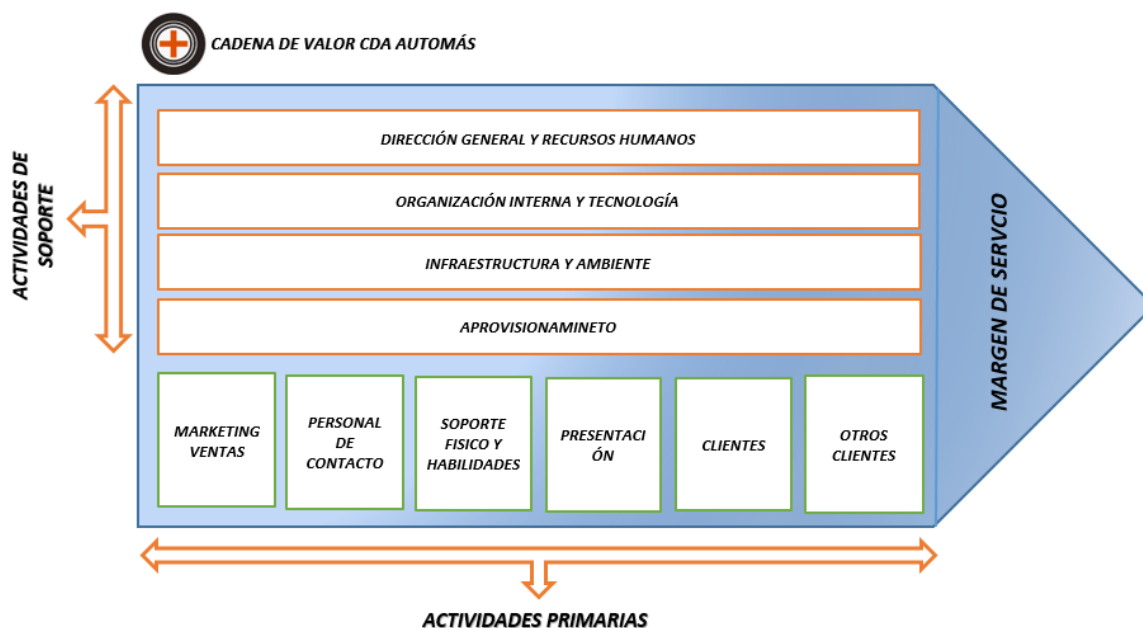 CADENA DE VALOR CDA AUTOMÁS
ACTIVIDADES DE
SOPORTE
DIRECCIÓN GENERAL Y RECURSOS HUMANOS
ORGANIZACIÓN INTERNA Y TECNOLOGÍA
INFRAESTRUCTURA Y AMBIENTE
APROVISIONAMINETO
MARKETING
VENTAS
PERSONAL
DE
CONTACTO
SOPORTE
FISICO Y
HABILIDADES
PRESENTACI
ÓN
CLIENTES
OTROS
CLIENTES
MARGEN DE SERVCIO
ACTIVIDADES PRIMARIAS